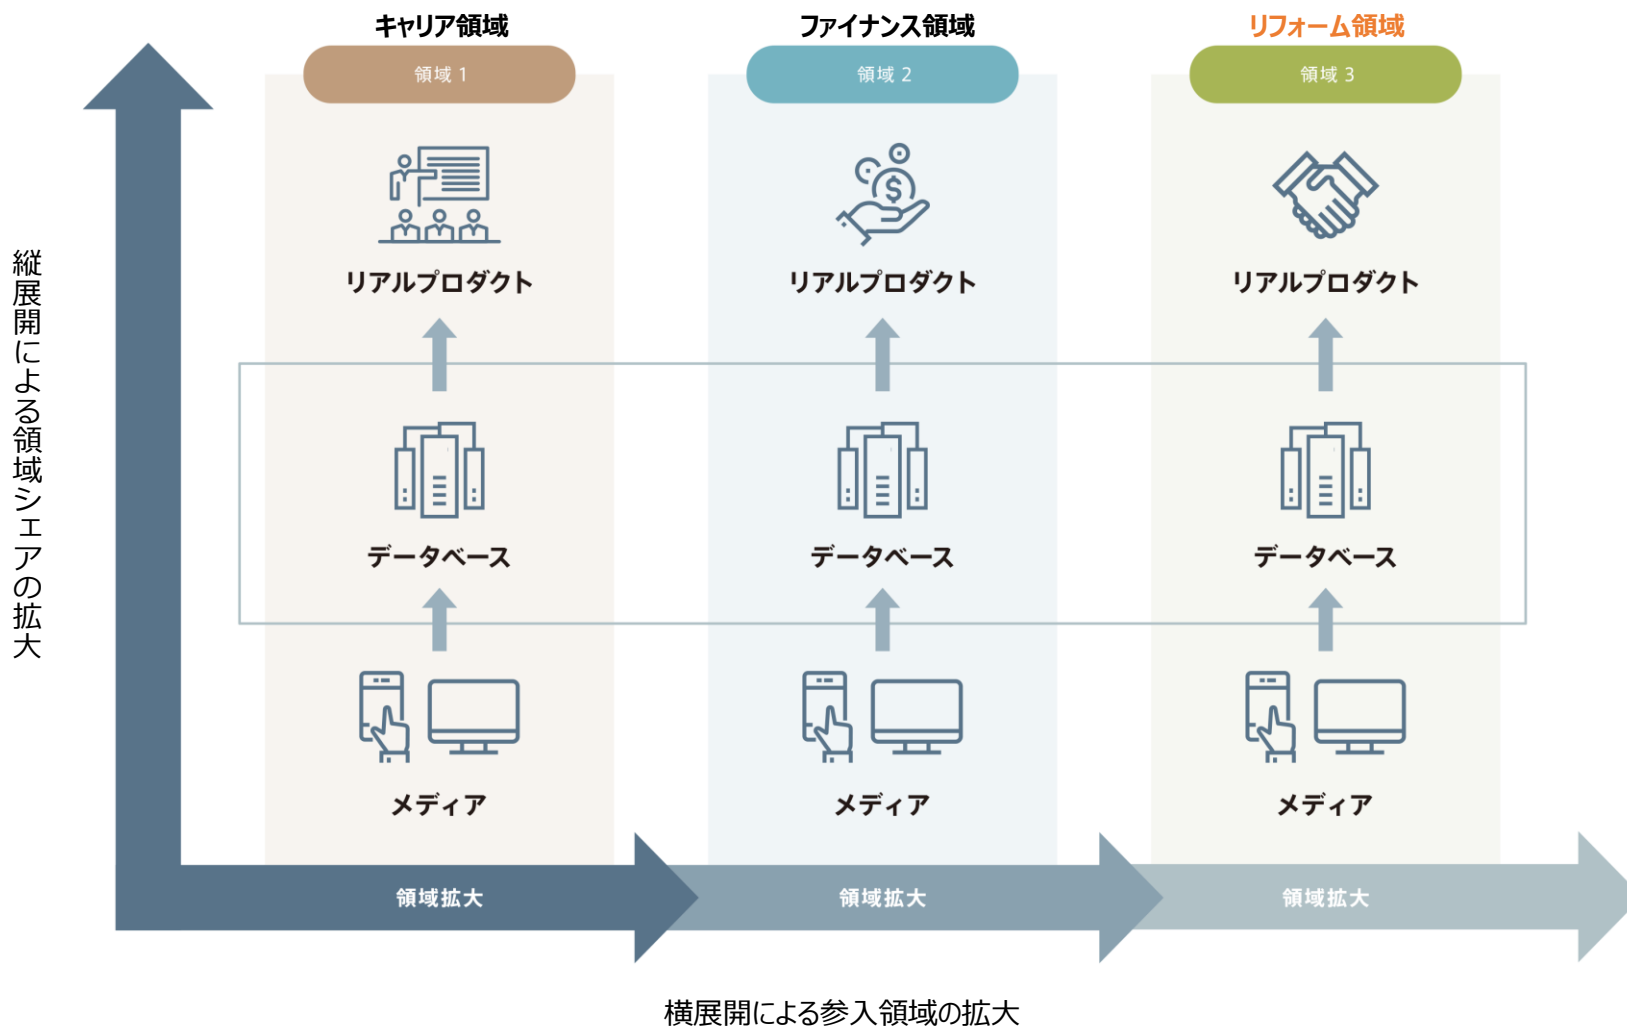 キャリア領域
ファイナンス領域
リフォーム領域
領域 1
領域 2
領域 3
リアルプロダクト
リアルプロダクト
リアルプロダクト
縦展開による領域シェアの拡大
データベース
データベース
データベース
メディア
メディア
メディア
領域拡大
領域拡大
領域拡大
横展開による参入領域の拡大